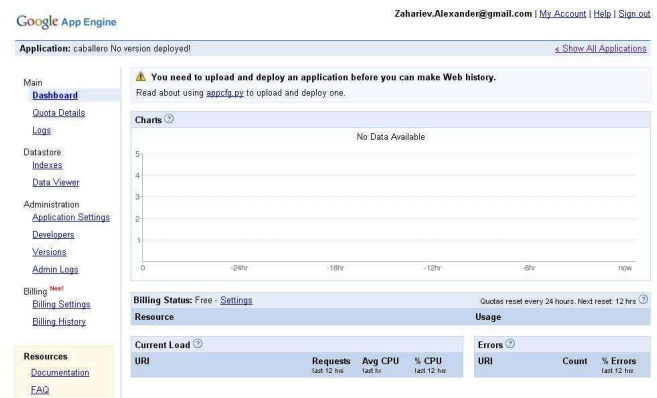 Google App Engine
Zahariev.Alexander@gmail.com | My Account | Help | Sign out
Application: caballero No version deployed!
« Show All Applications
Main
Dashboard
Quota Details
Logs
Datastore
Indexes
Data Viewer
Administration
Application Settings
Developers
Versions
Admin Logs
Billing New!
Billing Settings
Billing History
Resources
Documentation
FAQ
You need to upload and deploy an application before you can make Web history.
Read about using appcfg.py to upload and deploy one.
Charts ?
No Data Available
5
4
3
2
1
0 -24hr -18hr -12hr -6hr now
Billing Status: Free - Settings
Quotas reset every 24 hours. Next reset: 12 hrs ?
Resource Usage
Current Load ?
URI Requests Avg CPU % CPU
last 12 hrs last hr last 12 hrs
Errors ?
URI Count % Errors
last 12 hrs